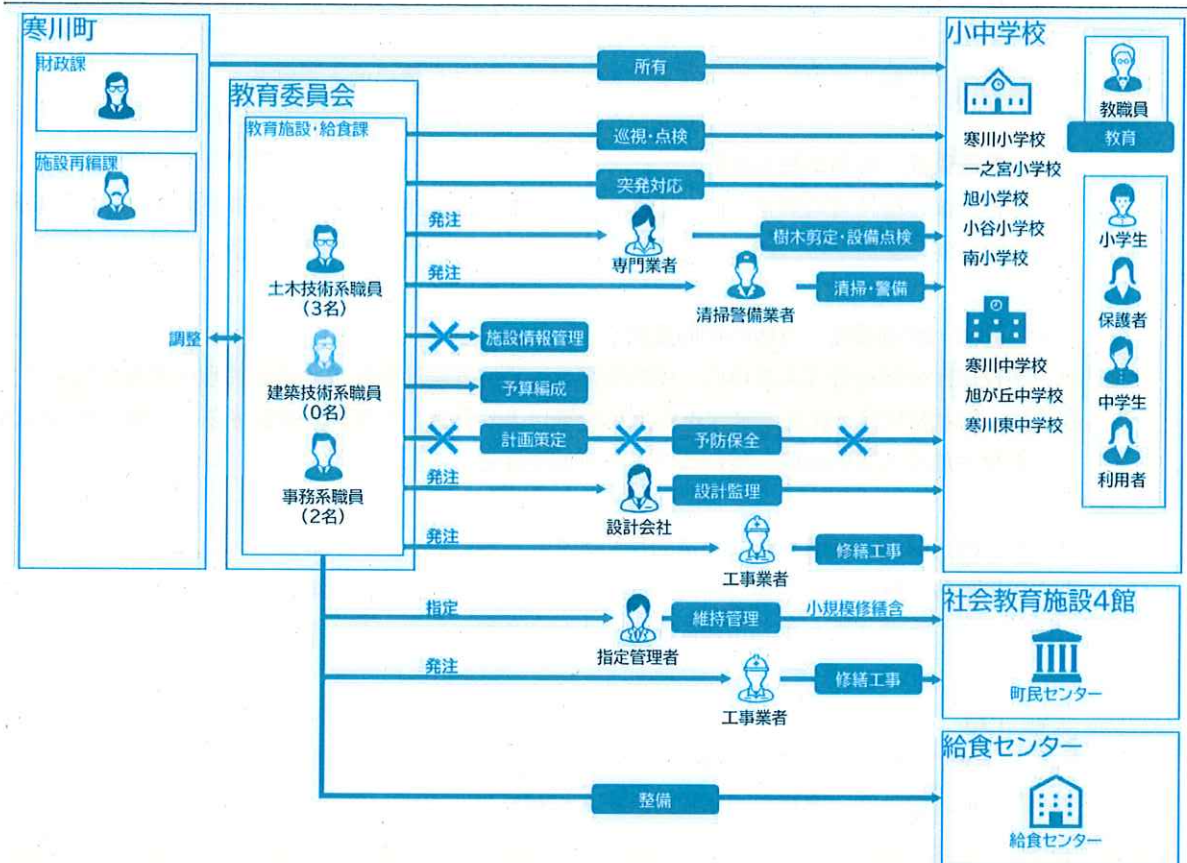 寒川町
財政課
施設再編課
調整
教育委員会
教育施設・給食課
土木技術系職員
(3名)
建築技術系職員
(0名)
事務系職員
(2名)
所有
巡視・点検
突発対応
発注
専門業者
樹木剪定・設備点検
発注
清掃警備業者
清掃・警備
施設情報管理
予算編成
計画策定
予防保全
発注
設計会社
設計監理
発注
工事業者
修繕工事
指定
指定管理者
維持管理
小規模修繕含
発注
工事業者
修繕工事
整備
小中学校
寒川小学校
一之宮小学校
旭小学校
小谷小学校
南小学校
寒川中学校
旭が丘中学校
寒川東中学校
教職員
教育
小学生
保護者
中学生
利用者
社会教育施設4館
町民センター
給食センター
給食センター